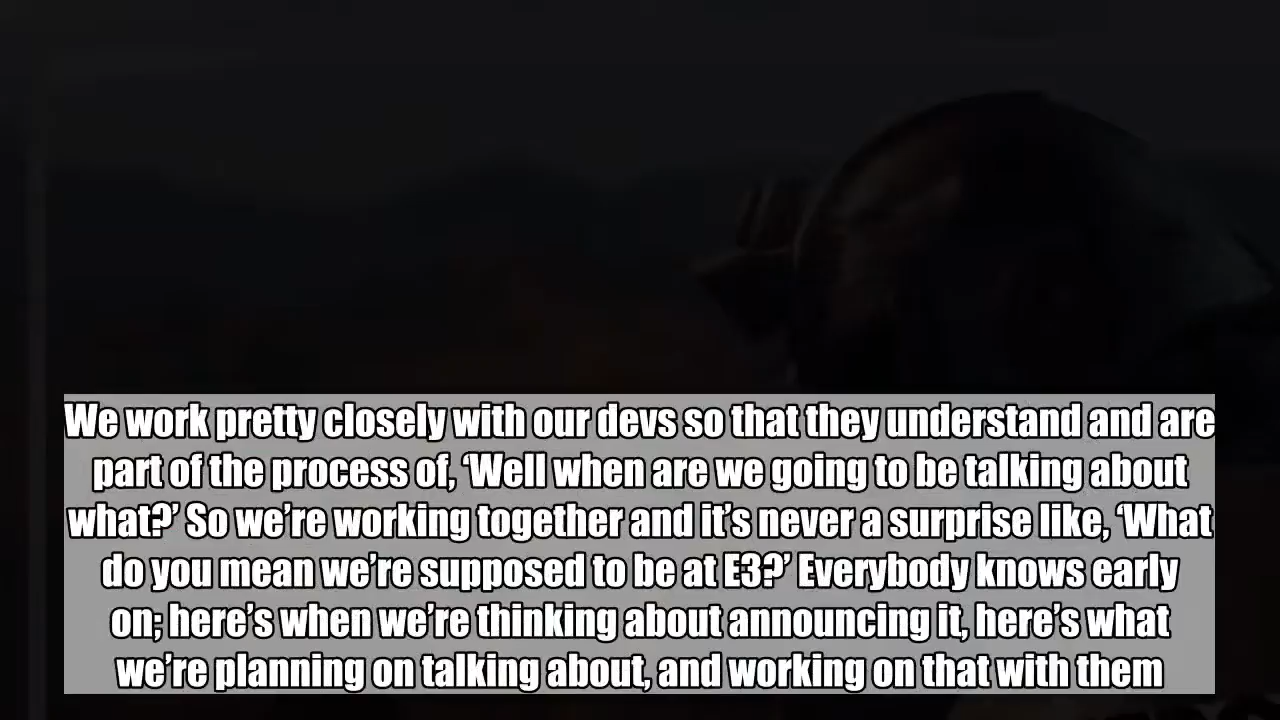 We work pretty closely with our devs so that they understand and are
part of the process of, ‘Well when are we going to be talking about
what?’ So we’re working together and it’s never a surprise like, ‘What
do you mean we’re supposed to be at E3?’ Everybody knows early
on; here’s when we’re thinking about announcing it, here’s what
we’re planning on talking about, and working on that with them